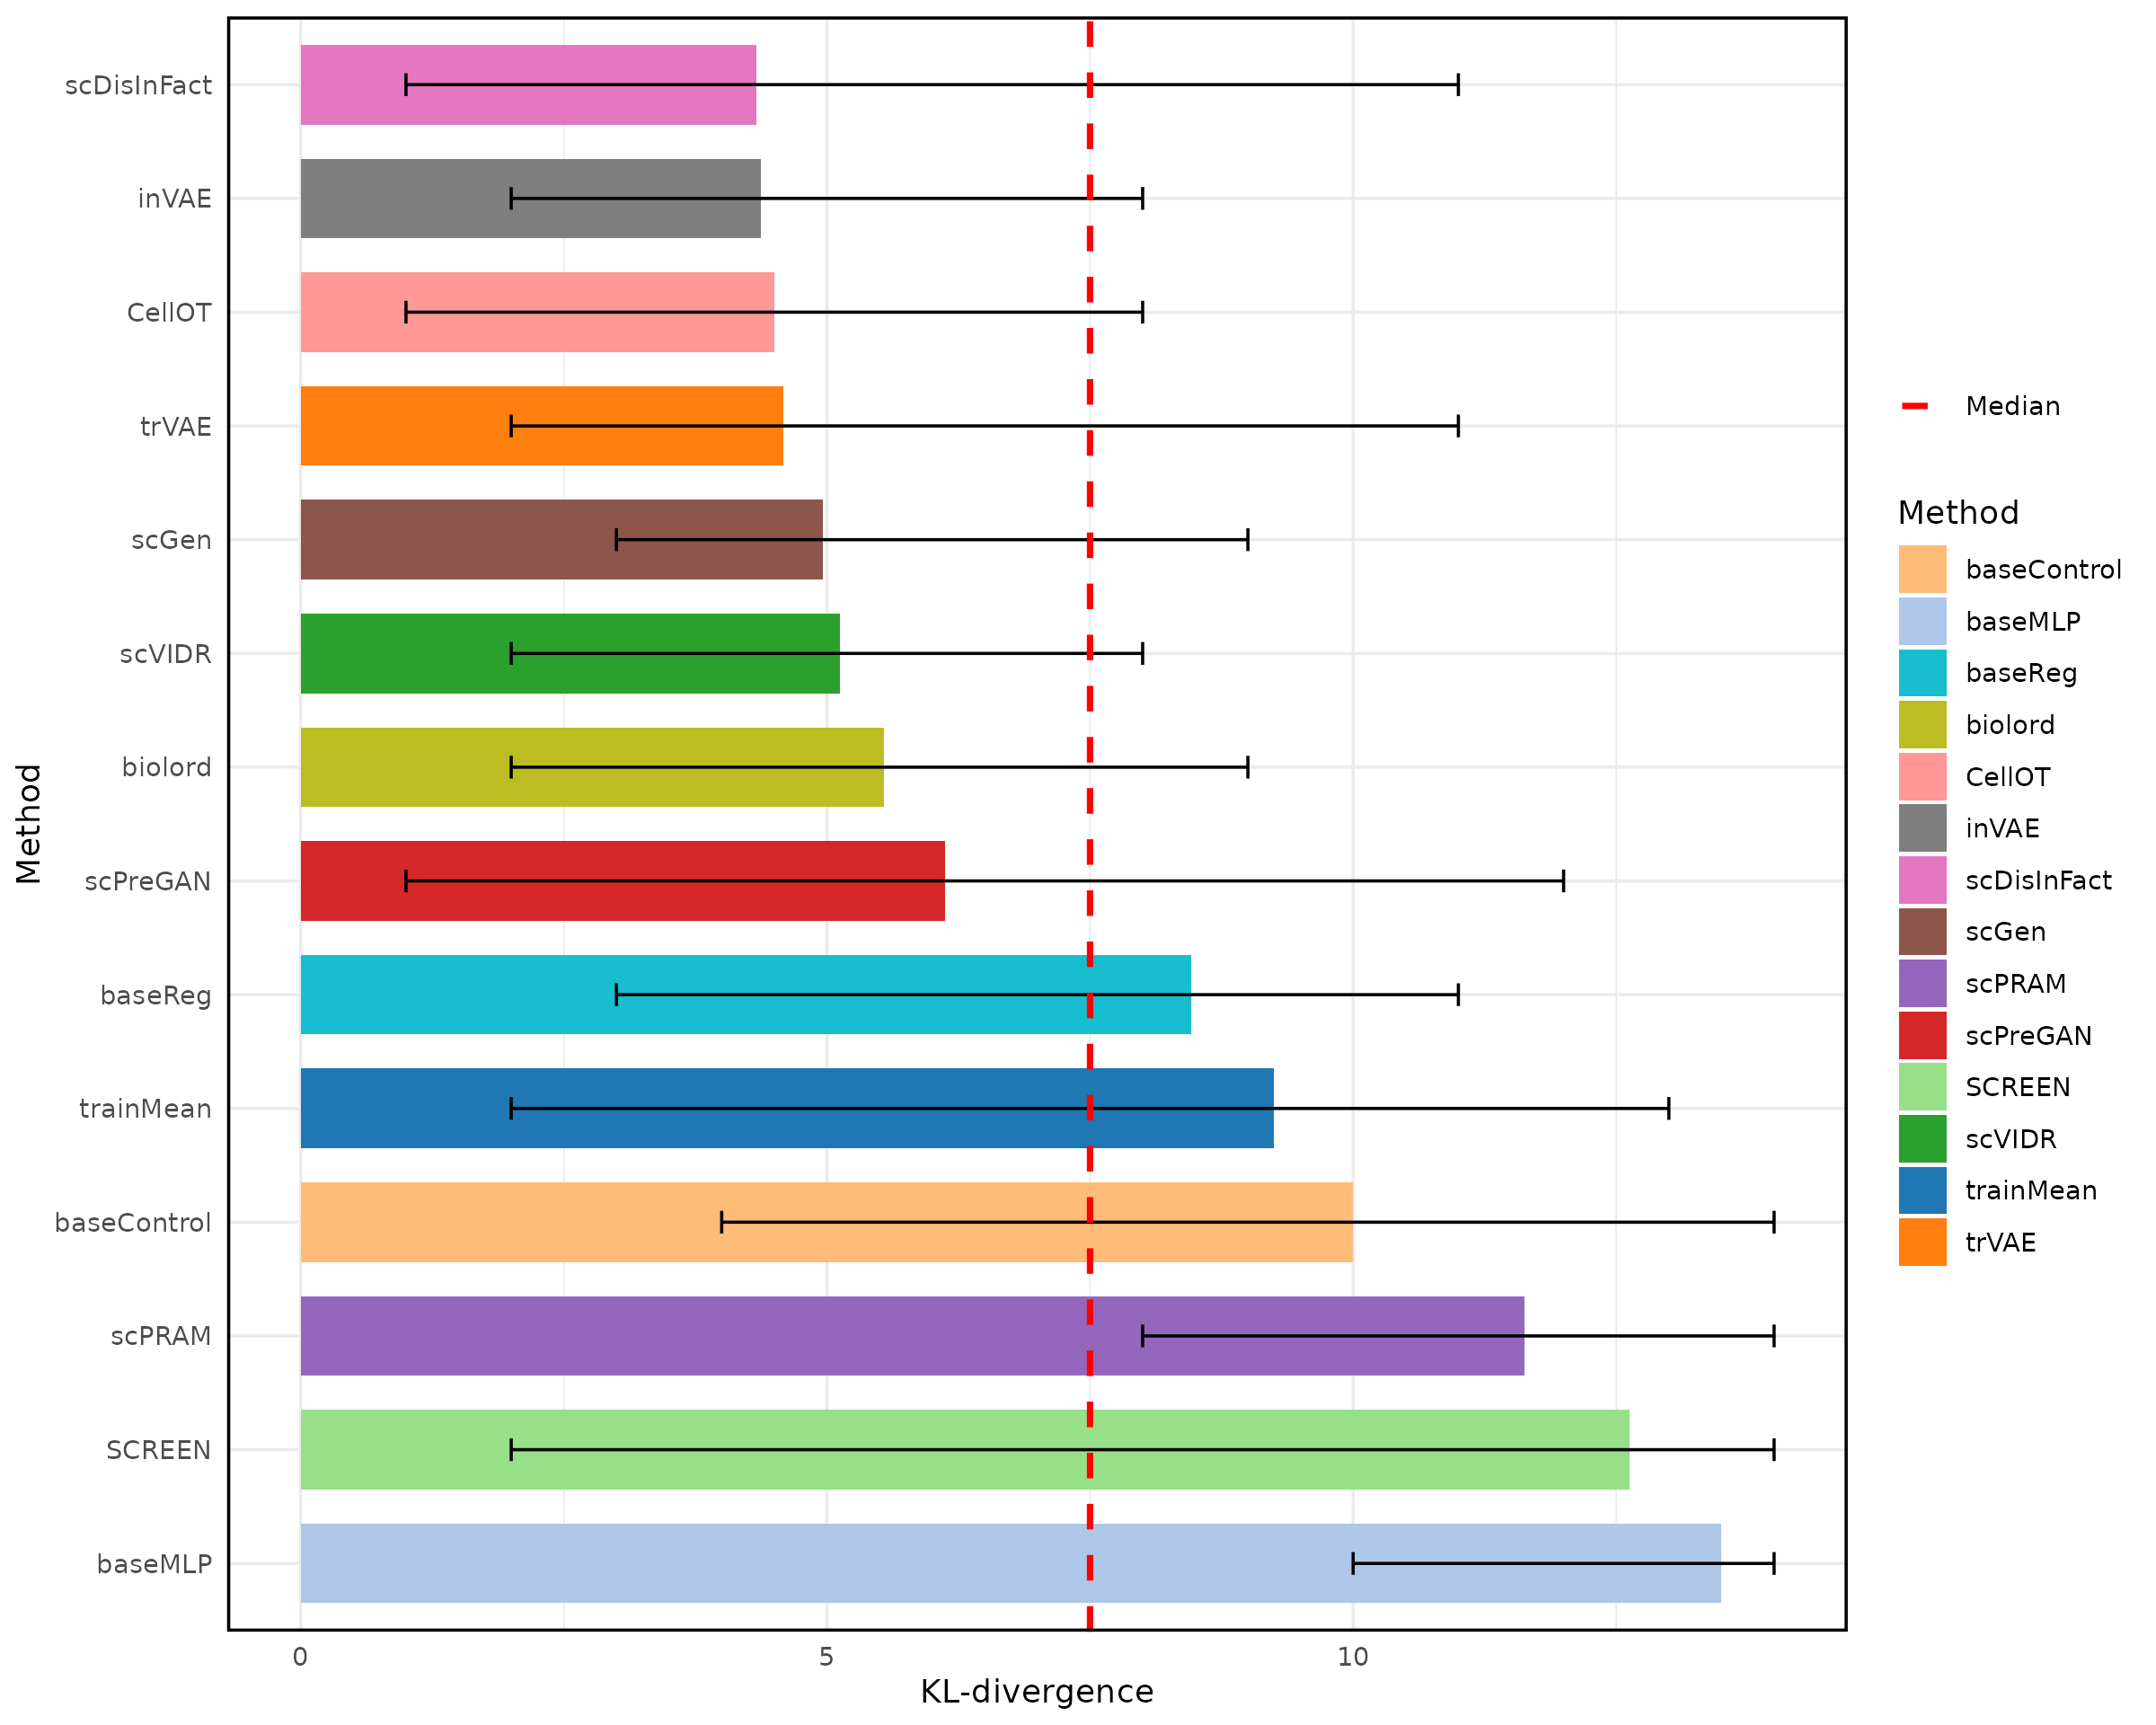 scDisInFact
inVAE
CellOT
trVAE
scGen
scVIDR
biolord
scPreGAN
baseReg
trainMean
baseControl
scPRAM
SCREEN
baseMLP
Method
0 5 10
KL-divergence
Median
Method
baseControl
baseMLP
baseReg
biolord
CellOT
inVAE
scDisInFact
scGen
scPRAM
scPreGAN
SCREEN
scVIDR
trainMean
trVAE